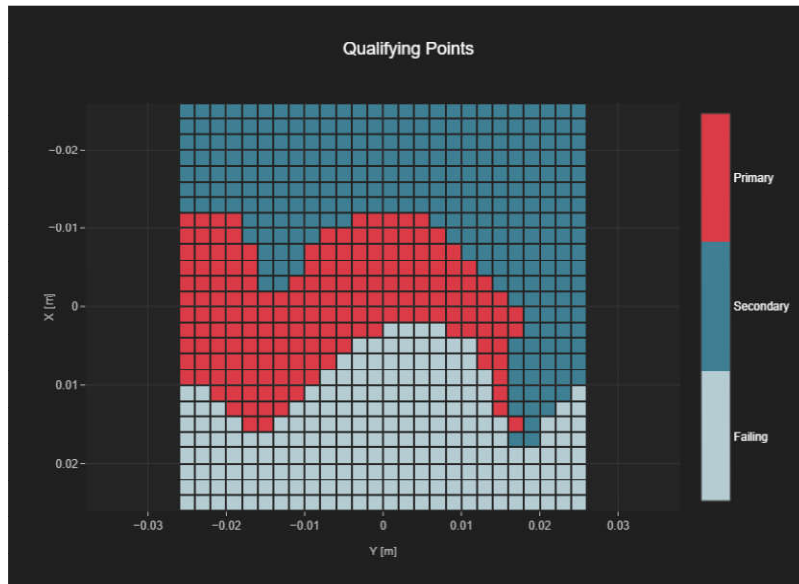 Qualifying Points
−0.02
−0.01
0
0.01
0.02
X [m]
−0.03
−0.02
−0.01
0
0.01
0.02
0.03
Y [m]
Primary
Secondary
Failing